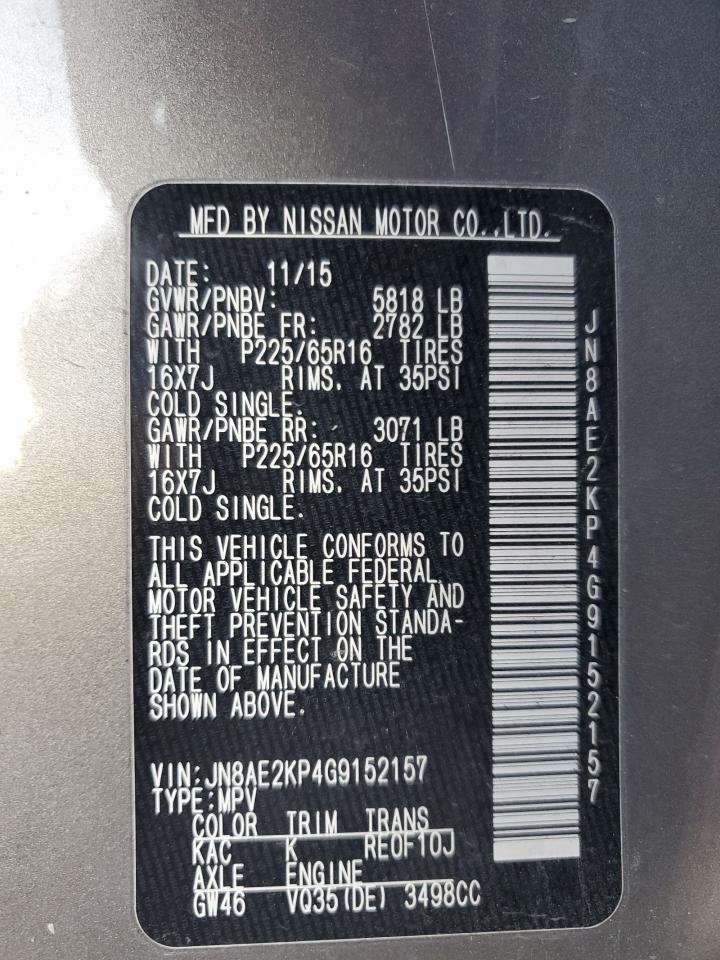 MFD BY NISSAN MOTOR CO.,LTD.
DATE: 11/15
GVWR/PNBV: 5818 LB
GAWR/PNBE FR: 2782 LB
WITH P225/65R16 TIRES
16X7J RIMS, AT 35PSI
COLD SINGLE.
GAWR/PNBE RR: 3071 LB
WITH P225/65R16 TIRES
16X7J RIMS, AT 35PSI
COLD SINGLE.
THIS VEHICLE CONFORMS TO
ALL APPLICABLE FEDERAL
MOTOR VEHICLE SAFETY AND
THEFT PREVENTION STANDA-
RDS IN EFFECT ON THE
DATE OF MANUFACTURE
SHOWN ABOVE.
VIN:JN8AE2KP4G9152157
TYPE:MPV
COLOR TRIM TRANS
KAC K RE0F10J
AXLE ENGINE
GW46 VQ35(DE) 3498CC
JN8AE2KP4G9152157